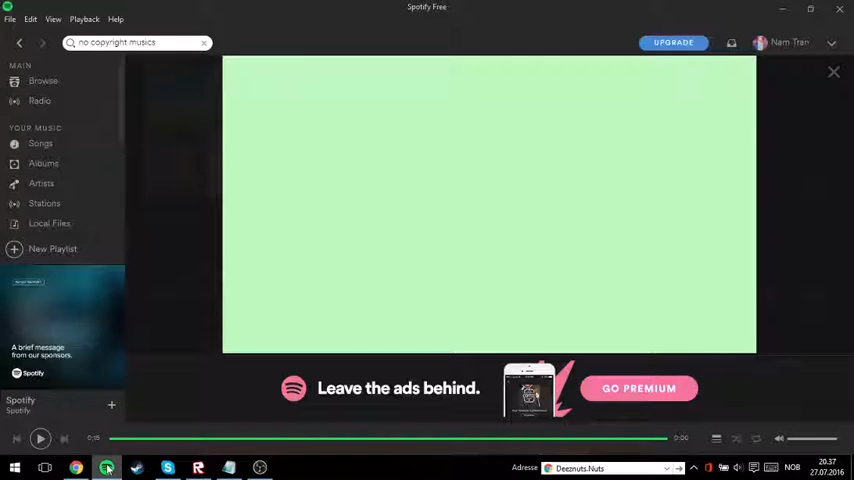 Spotify Free
File Edit View Playback Help
no copyright musics
UPGRADE
Nam Tran
MAIN
Browse
Radio
YOUR MUSIC
Songs
Albums
Artists
Stations
Local Files
New Playlist
A brief message
from our sponsors.
Spotify
Leave the ads behind.
GO PREMIUM
Spotify
Spotify
0:15
0:00
Adresse Deeznuts.Nuts
NOB
20.37
27.07.2016